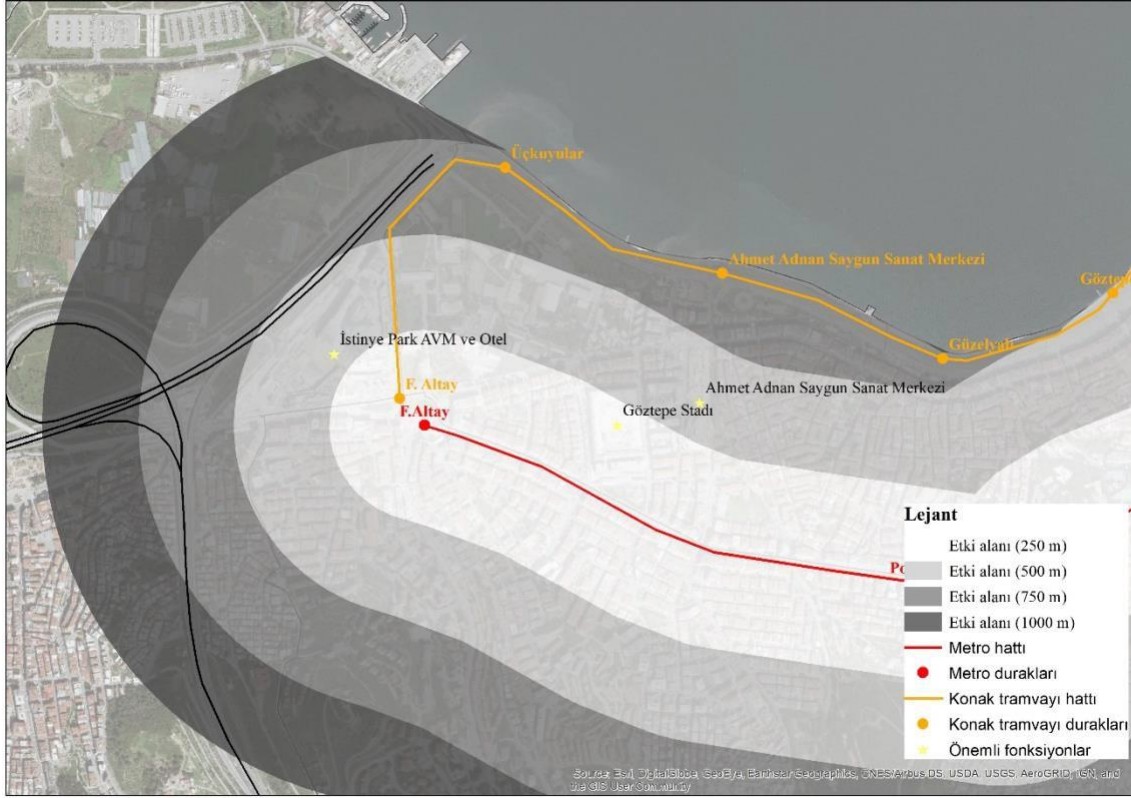 Üçkuyular
Ahmet Adnan Saygun Sanat Merkezi
Göztepe
Güzelyalı
İstinye Park AVM ve Otel
F. Altay
F.Altay
Ahmet Adnan Saygun Sanat Merkezi
Göztepe Stadı
Po
Lejant
Etki alanı (250 m)
Etki alanı (500 m)
Etki alanı (750 m)
Etki alanı (1000 m)
Metro hattı
Metro durakları
Konak tramvayı hattı
Konak tramvayı durakları
Önemli fonksiyonlar
Source: Esri, DigitalGlobe, GeoEye, Earthstar Geographics, CNES/Airbus DS, USDA, USGS, AeroGRID, IGN, and
the GIS User Community